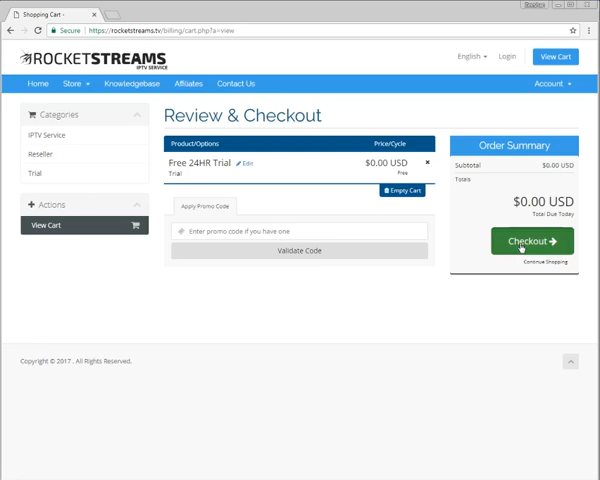 Shopping Cart -
Secure https://rocketstreams.tv/billing/cart.php?a=view
ROCKETSTREAMS
IPTV SERVICE
English Login View Cart
Home Store Knowledgebase Affiliates Contact Us Account
Categories
IPTV Service
Reseller
Trial
Actions
View Cart
Review & Checkout
Product/Options Price/Cycle
Free 24HR Trial Edit $0.00 USD
Trial Free
Empty Cart
Apply Promo Code
Enter promo code if you have one
Validate Code
Order Summary
Subtotal $0.00 USD
Totals
$0.00 USD
Total Due Today
Checkout
Continue Shopping
Copyright © 2017 . All Rights Reserved.